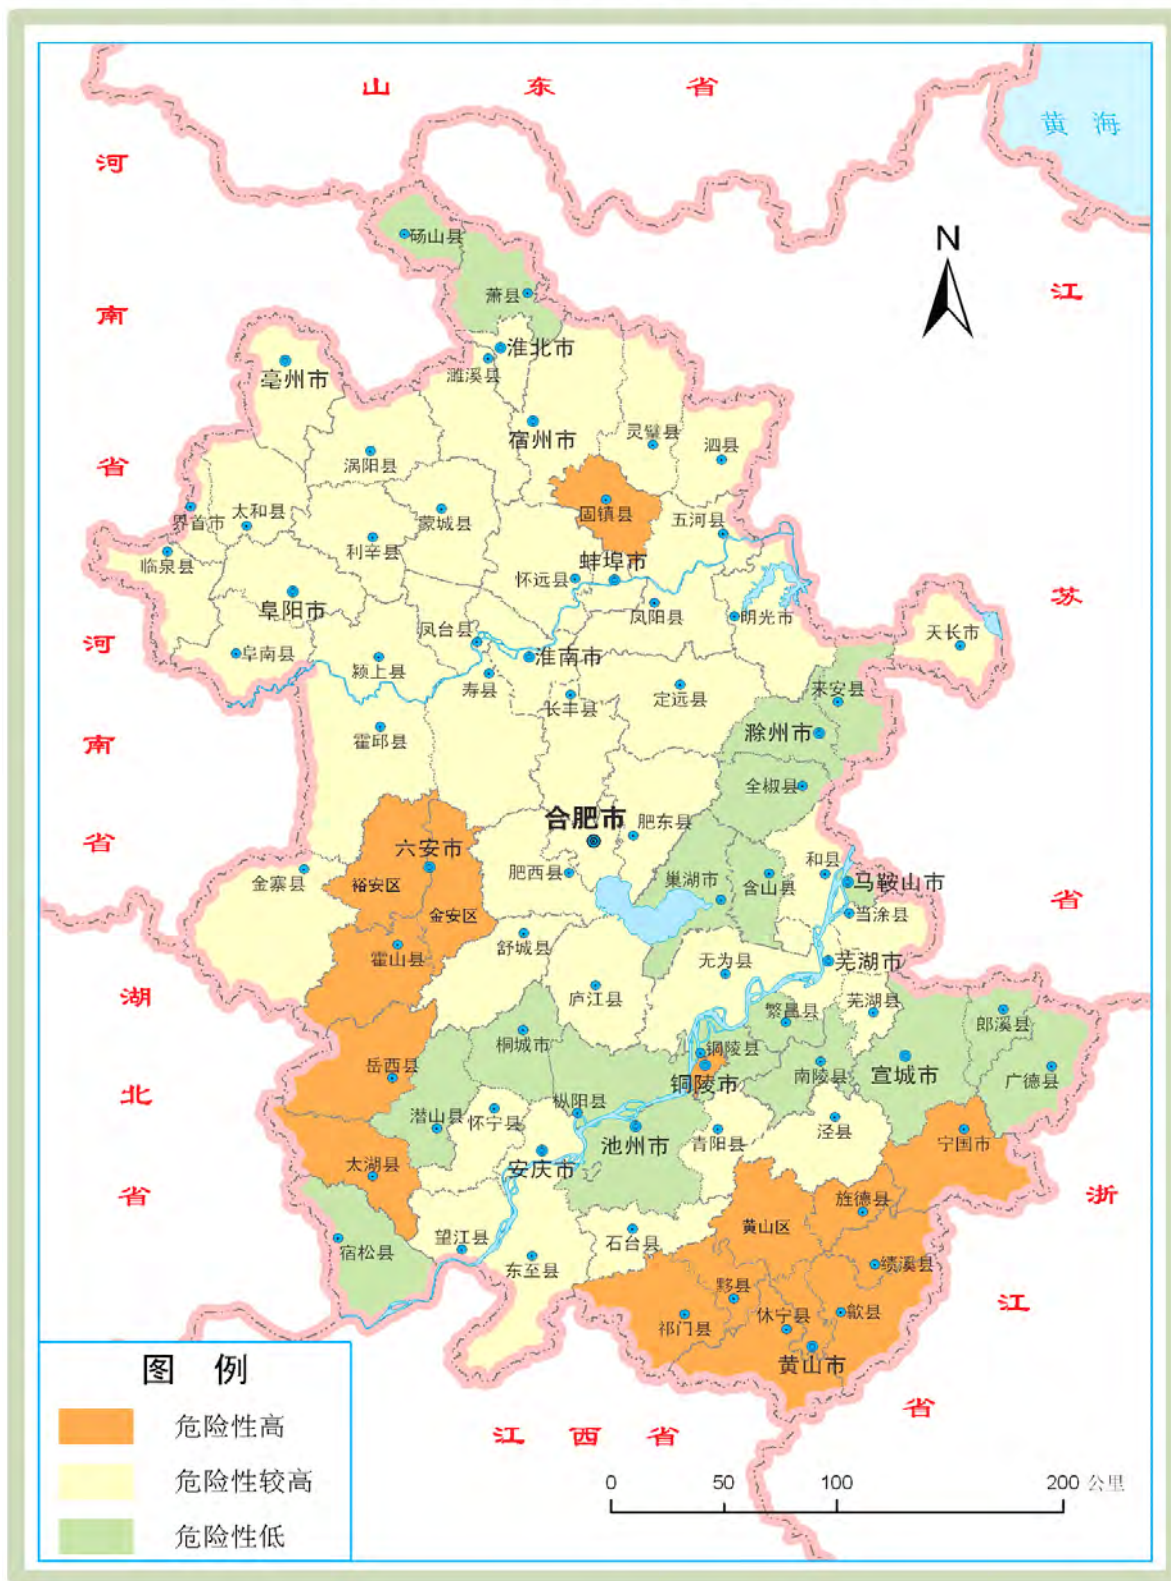 山东省
黄海
河南省
河南省
湖北省
江苏省
浙江省
江西省
N
砀山县
萧县
淮北市
濉溪县
亳州市
宿州市
灵璧县
泗县
涡阳县
固镇县
五河县
界首市
太和县
蒙城县
利辛县
临泉县
怀远县
蚌埠市
阜阳市
凤阳县
明光市
天长市
凤台县
淮南市
阜南县
颍上县
寿县
长丰县
定远县
来安县
滁州市
霍邱县
全椒县
合肥市
肥东县
六安市
和县
金寨县
裕安区
肥西县
巢湖市
含山县
马鞍山市
金安区
当涂县
舒城县
霍山县
无为县
芜湖市
庐江县
繁昌县
芜湖县
郎溪县
桐城市
铜陵县
岳西县
铜陵市
南陵县
宣城市
广德县
潜山县
怀宁县
枞阳县
池州市
青阳县
泾县
宁国市
太湖县
安庆市
旌德县
黄山区
宿松县
望江县
石台县
东至县
绩溪县
黟县
祁门县
休宁县
歙县
黄山市
图 例
危险性高
危险性较高
危险性低
0 50 100 200 公里